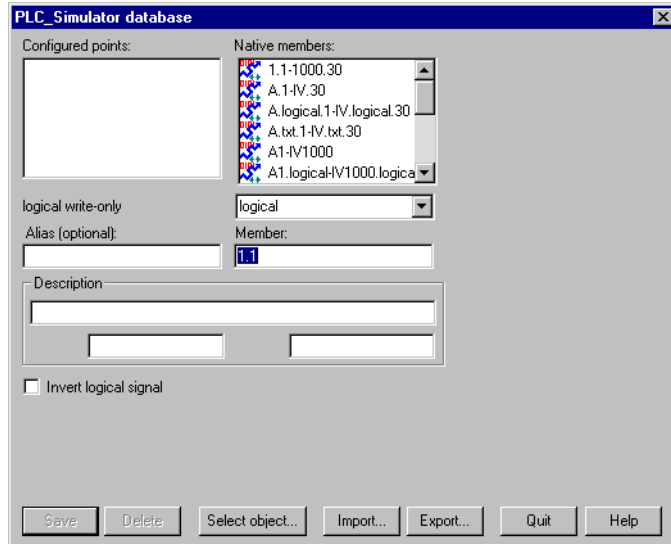 PLC_Simulator database
Configured points:
Native members:
1.1-1000.30
A.1-IV.30
A.logical.1-IV.logical.30
A.txt.1-IV.txt.30
A1-IV1000
A1.logical-IV1000.logica
logical write-only
logical
Alias (optional):
Member:
1.1
Description
Invert logical signal
Save
Delete
Select object...
Import...
Export...
Quit
Help